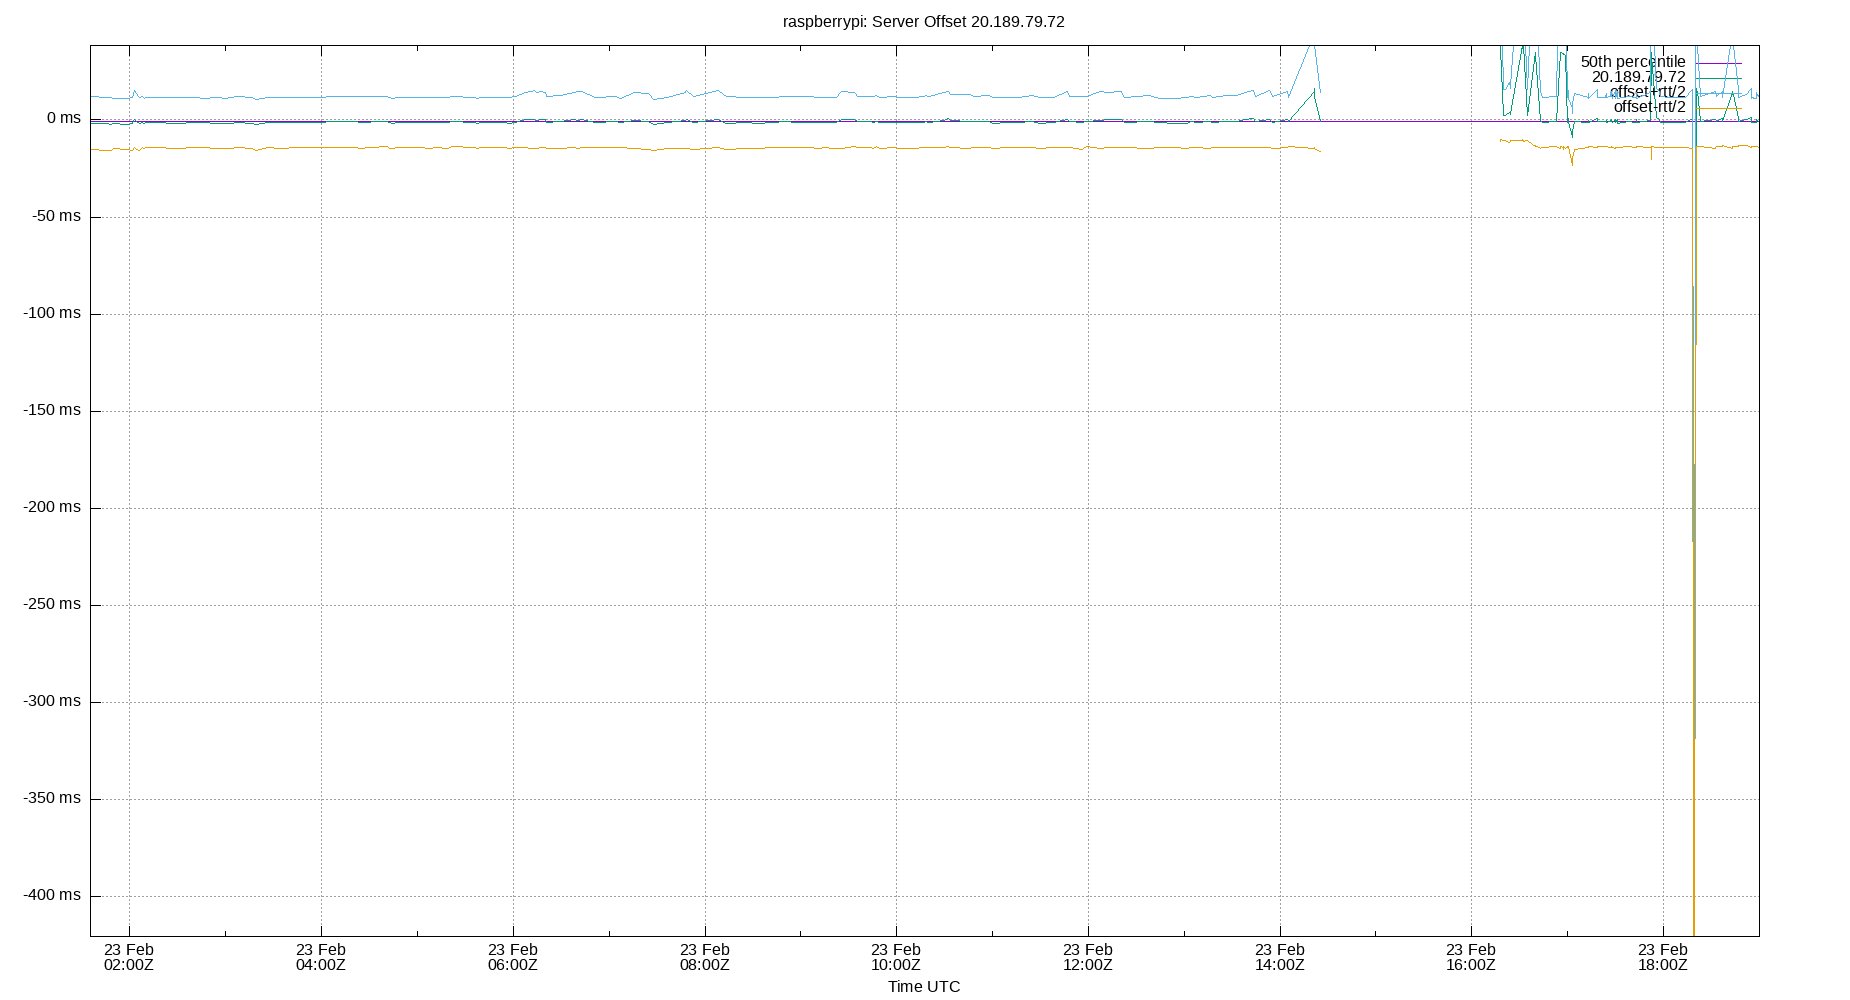 raspberrypi: Server Offset 20.189.79.72
50th percentile
20.189.79.72
offset+rtt/2
offset-rtt/2
0 ms
-50 ms
-100 ms
-150 ms
-200 ms
-250 ms
-300 ms
-350 ms
-400 ms
23 Feb 23 Feb 23 Feb 23 Feb 23 Feb 23 Feb 23 Feb 23 Feb 23 Feb
02:00Z 04:00Z 06:00Z 08:00Z 10:00Z 12:00Z 14:00Z 16:00Z 18:00Z
Time UTC